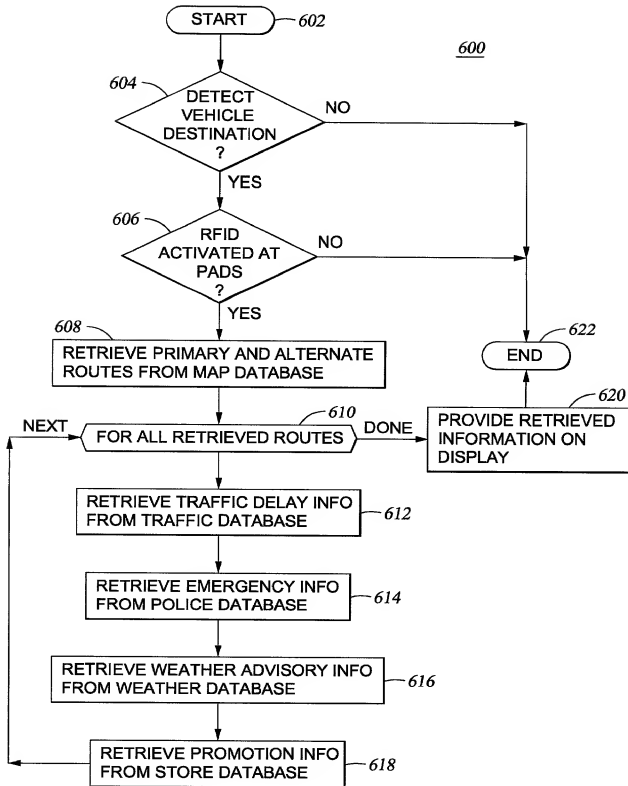 START
602
600
604
DETECT
VEHICLE
DESTINATION
?
NO
YES
606
RFID
ACTIVATED AT
PADS
?
NO
YES
608
RETRIEVE PRIMARY AND ALTERNATE
ROUTES FROM MAP DATABASE
622
END
610
NEXT
FOR ALL RETRIEVED ROUTES
DONE
620
PROVIDE RETRIEVED
INFORMATION ON
DISPLAY
RETRIEVE TRAFFIC DELAY INFO
FROM TRAFFIC DATABASE
612
RETRIEVE EMERGENCY INFO
FROM POLICE DATABASE
614
RETRIEVE WEATHER ADVISORY INFO
FROM WEATHER DATABASE
616
RETRIEVE PROMOTION INFO
FROM STORE DATABASE
618